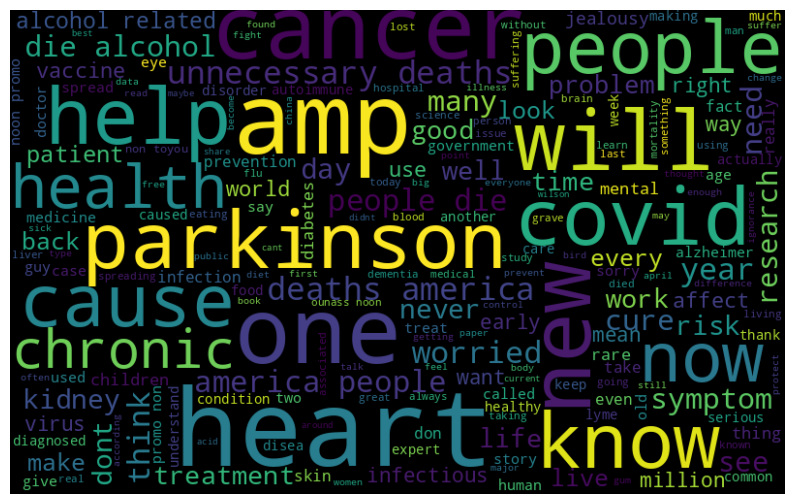 alcohol related
cancer
people
jealousy
making
much
found
fight
lost
without
suffer
man
best
die alcohol
eye
suffering
vaccine
unnecessary deaths
problem
right
change
noon promo
doctor
spread
data
read
maybe
disorder
autoimmune
illness
hospital
help
amp
many
look
will
week
mortality
something
fact
need
really
become
china
science
person
brain
good
issue
government
last
learn
using
way
actually
share
patient
non toyou
prevention
flu
day
use
well
point
today
big
everyone
time
mental
thought
enough
health
world
free
people die
covid
age
medicine
caused
eating
say
diabetes
didnt
blood
another
wilson
grave
may
ignorance
research
back
sick
parkinson
cant
care
study
bird
alzheimer
liver
type
public
guy
case
spreading
infection
diet
first
dementia
medical
prevent
every
sorry
died
april
year
food
book
ounass noon
control
new
difference
living
cause
deaths america
never
early
work
affect
one
treat
paper
cure
risk
thank
chronic
used
often
children
associated
getting
talk
feel
worried
body
current
mean
rare
take
going
still
protect
now
america people
want
called
keep
kidney
think
promo non
understand
condition
two
great
always
taking
healthy
old
even
lyme
symptom
virus
dont
around
heart
don
life
know
serious
thing
diagnosed
according
disea
expert
story
see
make
acid
major
known
give
real
treatment
skin
women
infectious
human
live
gum
million
common